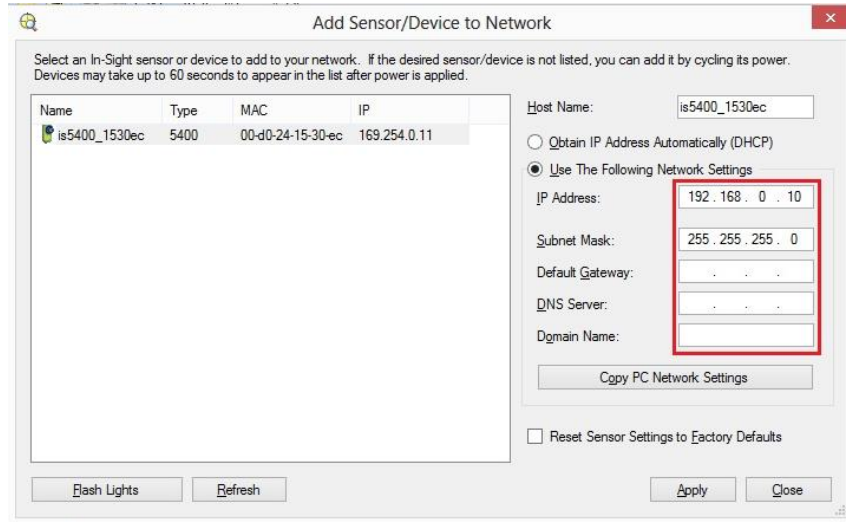 Add Sensor/Device to Network
Select an In-Sight sensor or device to add to your network. If the desired sensor/device is not listed, you can add it by cycling its power.
Devices may take up to 60 seconds to appear in the list after power is applied.
Name Type MAC IP
is5400_1530ec 5400 00-d0-24-15-30-ec 169.254.0.11
Host Name: is5400_1530ec
Obtain IP Address Automatically (DHCP)
Use The Following Network Settings
IP Address: 192 . 168 . 0 . 10
Subnet Mask: 255 . 255 . 255 . 0
Default Gateway: . . .
DNS Server: . . .
Domain Name:
Copy PC Network Settings
Reset Sensor Settings to Factory Defaults
Flash Lights Refresh Apply Close